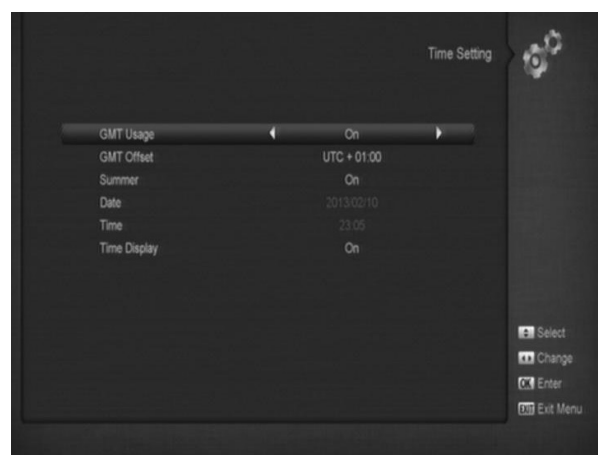 Time Setting
GMT Usage On
GMT Offset UTC + 01:00
Summer On
Date 2013/02/10
Time 23:05
Time Display On
Select
Change
OK Enter
EXIT Exit Menu